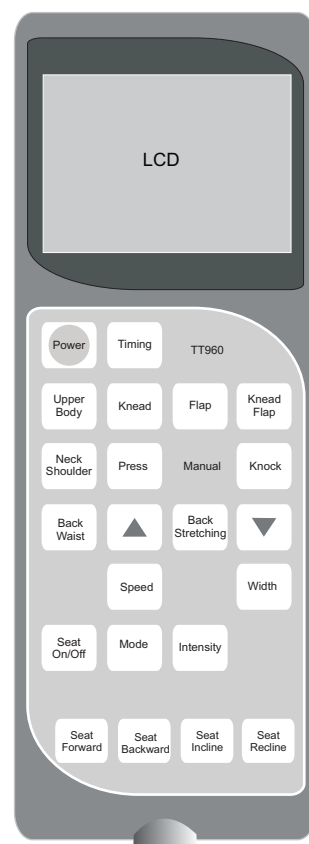 LCD
Power
Timing
TT960
Upper
Body
Knead
Flap
Knead
Flap
Neck
Shoulder
Press
Manual
Knock
Back
Waist
Back
Stretching
Speed
Width
Seat
On/Off
Mode
Intensity
Seat
Forward
Seat
Backward
Seat
Incline
Seat
Recline